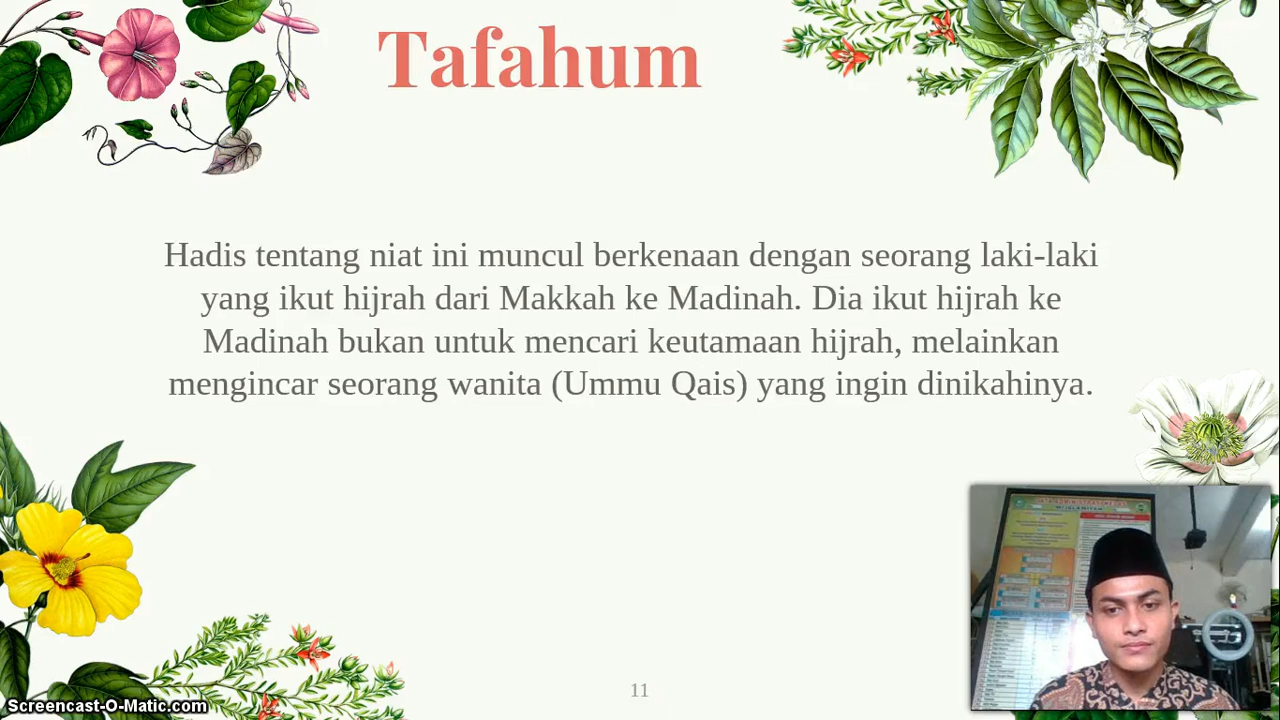 Tafahum
Hadis tentang niat ini muncul berkenaan dengan seorang laki-laki
yang ikut hijrah dari Makkah ke Madinah. Dia ikut hijrah ke
Madinah bukan untuk mencari keutamaan hijrah, melainkan
mengincar seorang wanita (Ummu Qais) yang ingin dinikahinya.
11
Screencast-O-Matic.com